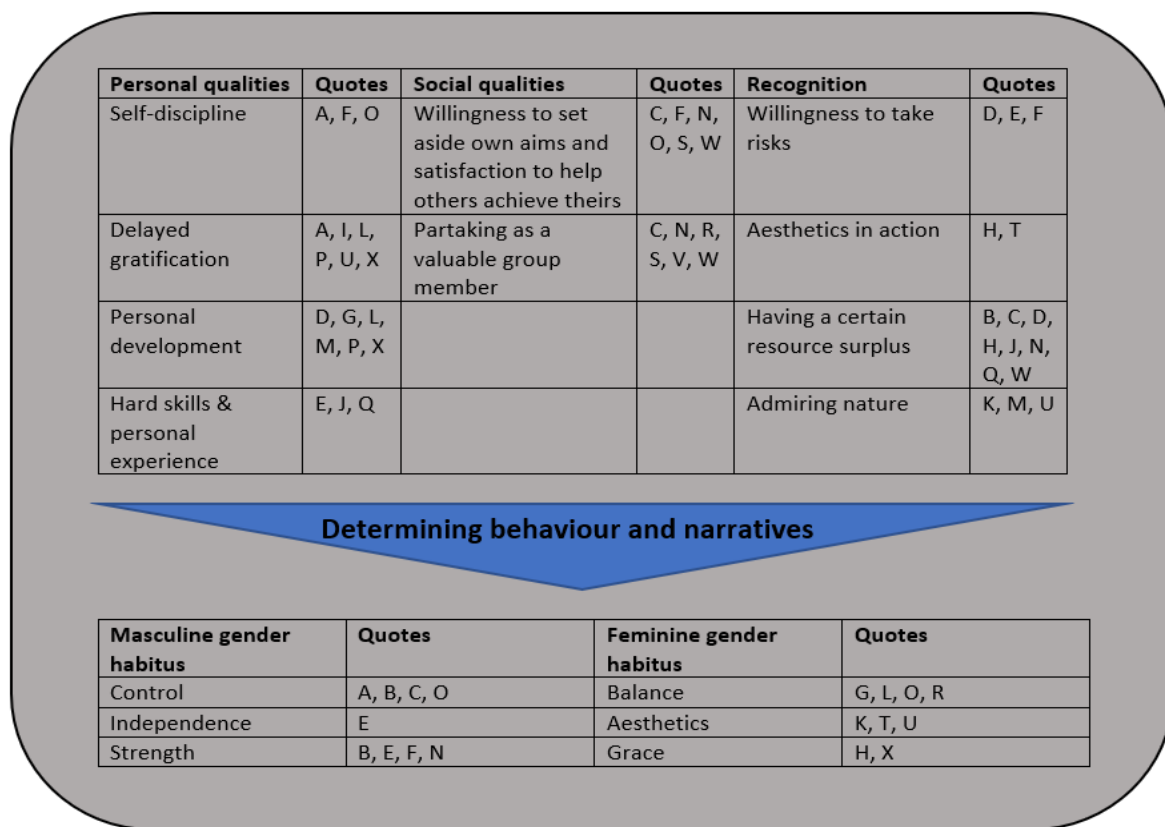 Personal qualities Quotes Social qualities Quotes Recognition Quotes
Self-discipline A, F, O Willingness to set C, F, N, Willingness to take D, E, F
aside own aims and O, S, W risks
satisfaction to help
others achieve theirs
Delayed A, I, L, Partaking as a C, N, R, Aesthetics in action H, T
gratification P, U, X valuable group S, V, W
member
Personal D, G, L, Having a certain B, C, D,
development M, P, X resource surplus H, J, N,
Q, W
Hard skills & E, J, Q Admiring nature K, M, U
personal
experience
Determining behaviour and narratives
Masculine gender Quotes Feminine gender Quotes
habitus habitus
Control A, B, C, O Balance G, L, O, R
Independence E Aesthetics K, T, U
Strength B, E, F, N Grace H, X